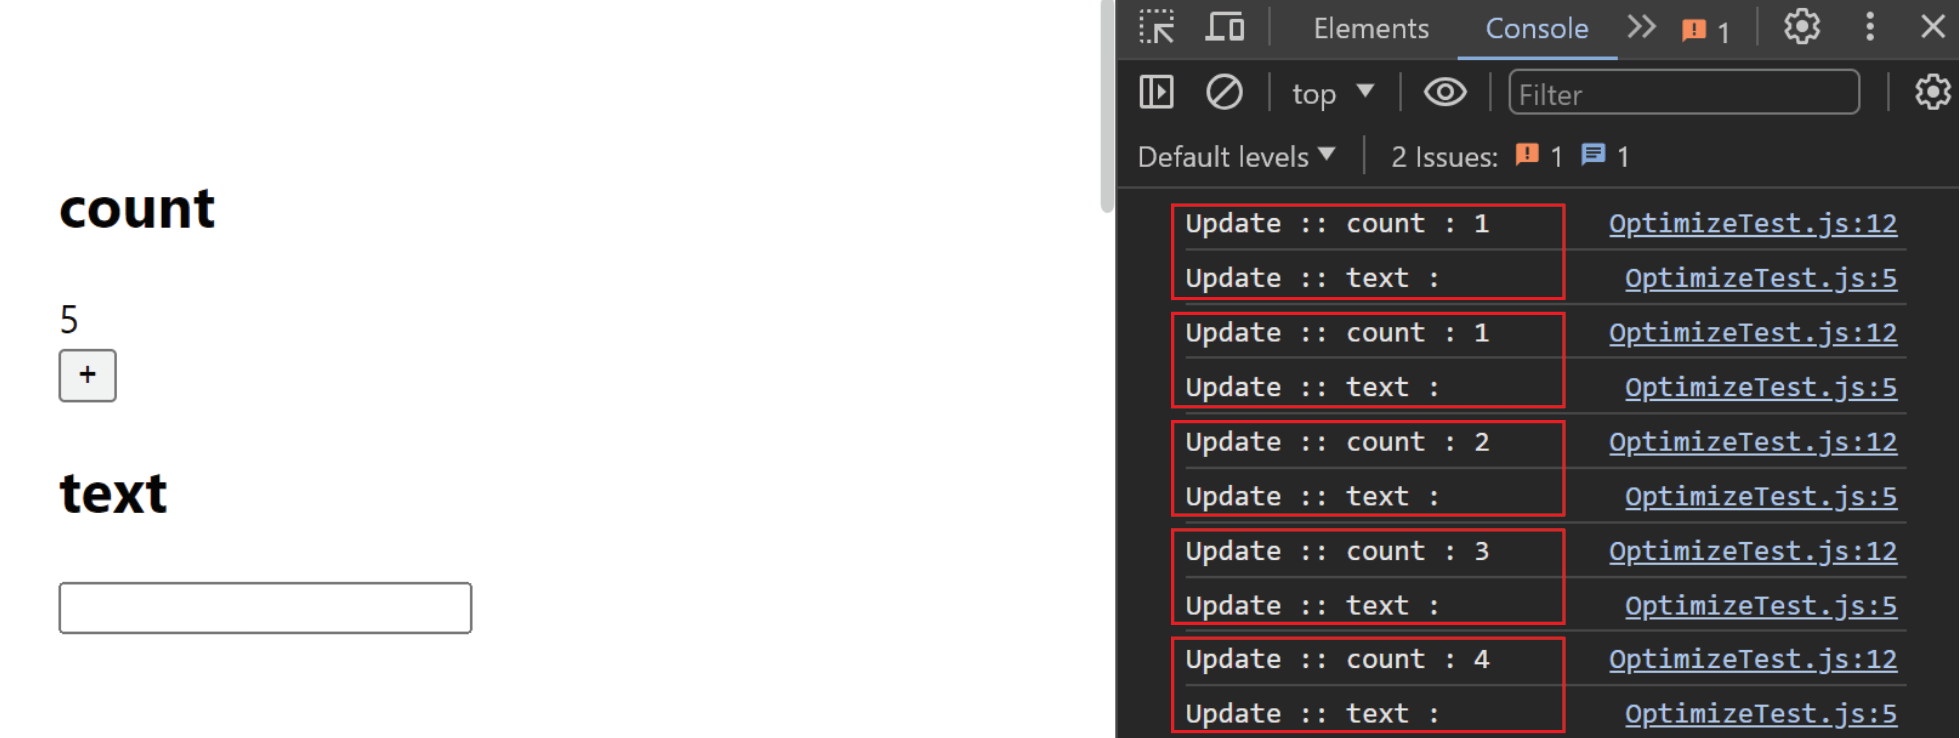 count
5
+
text
Elements Console 1
top Filter
Default levels 2 Issues: 1 1
Update :: count : 1 OptimizeTest.js:12
Update :: text : OptimizeTest.js:5
Update :: count : 1 OptimizeTest.js:12
Update :: text : OptimizeTest.js:5
Update :: count : 2 OptimizeTest.js:12
Update :: text : OptimizeTest.js:5
Update :: count : 3 OptimizeTest.js:12
Update :: text : OptimizeTest.js:5
Update :: count : 4 OptimizeTest.js:12
Update :: text : OptimizeTest.js:5